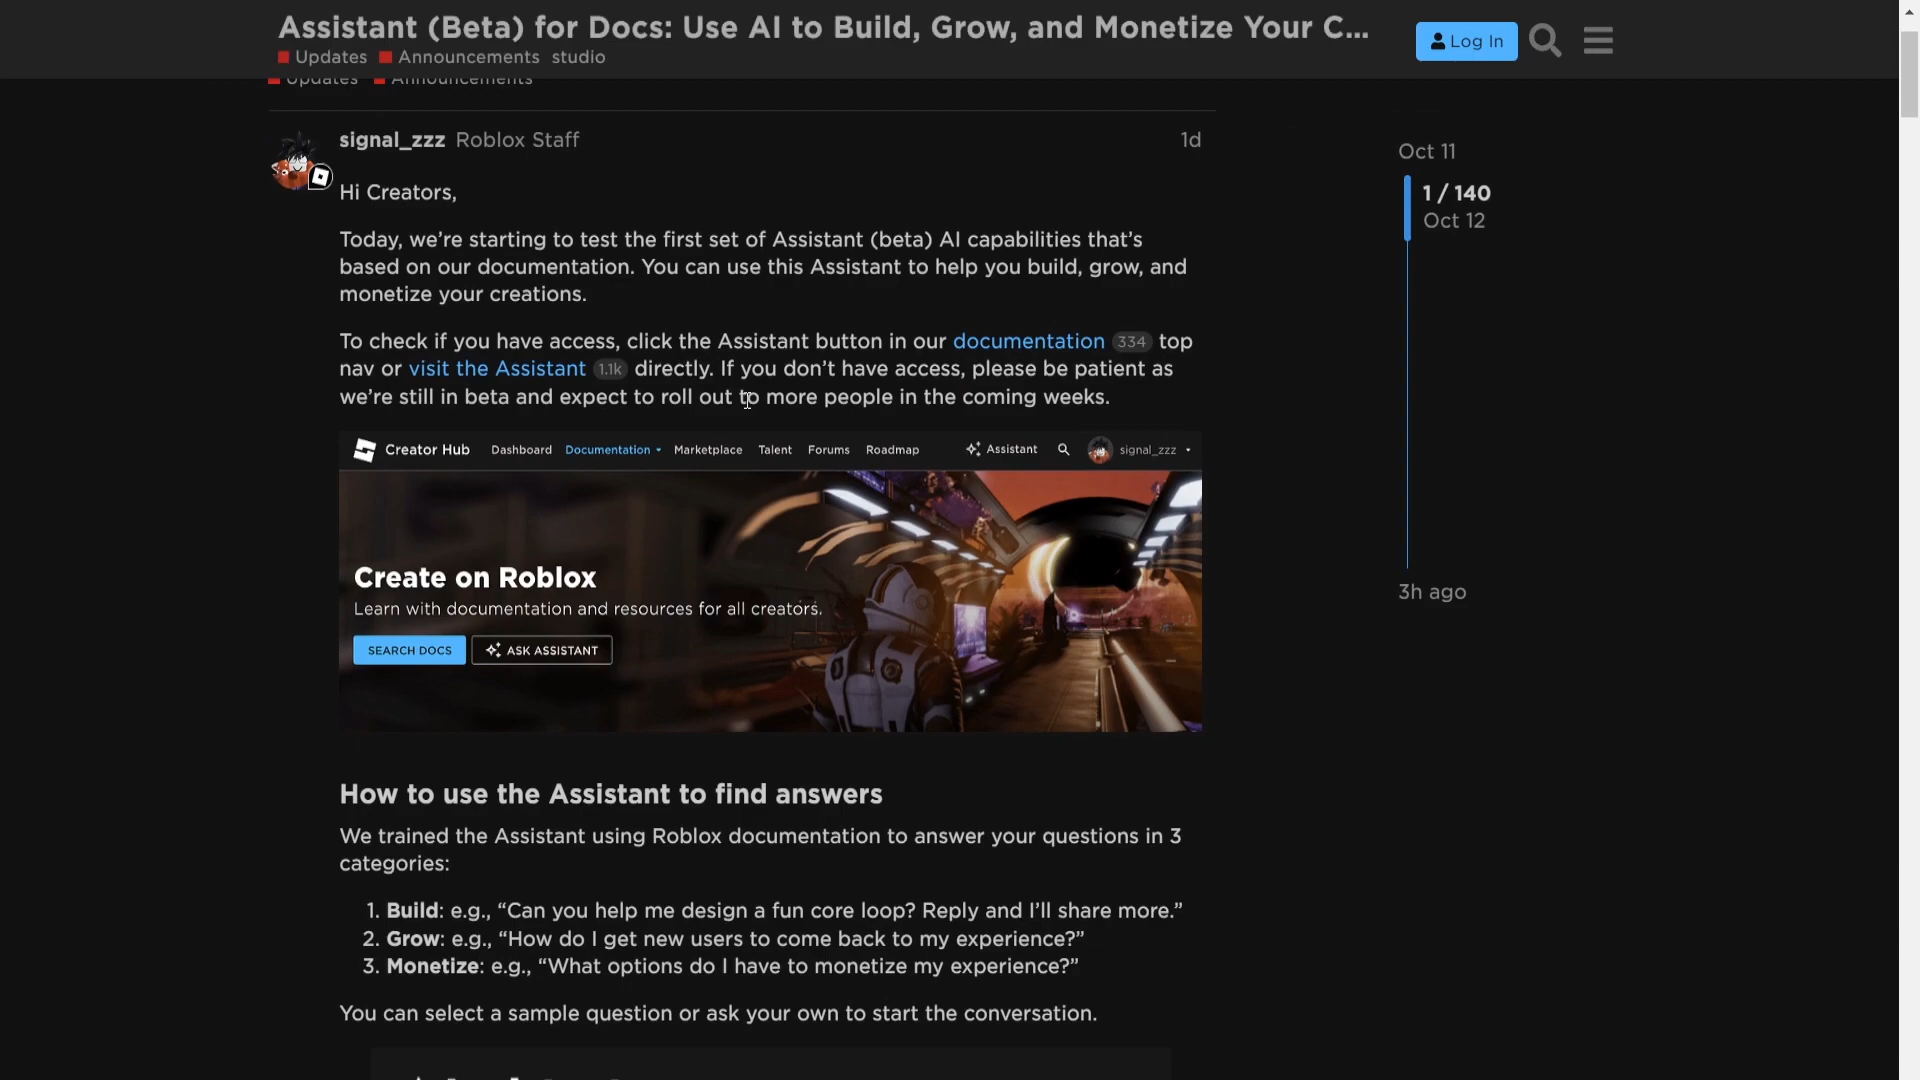 Assistant (Beta) for Docs: Use AI to Build, Grow, and Monetize Your C...
Updates Announcements studio
Log In
Updates Announcements
signal_zzz Roblox Staff 1d
Hi Creators,
Today, we’re starting to test the first set of Assistant (beta) AI capabilities that’s
based on our documentation. You can use this Assistant to help you build, grow, and
monetize your creations.
To check if you have access, click the Assistant button in our documentation 334 top
nav or visit the Assistant 1.1k directly. If you don’t have access, please be patient as
we’re still in beta and expect to roll out to more people in the coming weeks.
Creator Hub Dashboard Documentation Marketplace Talent Forums Roadmap Assistant signal_zzz
Create on Roblox
Learn with documentation and resources for all creators.
SEARCH DOCS ASK ASSISTANT
How to use the Assistant to find answers
We trained the Assistant using Roblox documentation to answer your questions in 3
categories:
1. Build: e.g., “Can you help me design a fun core loop? Reply and I’ll share more.”
2. Grow: e.g., “How do I get new users to come back to my experience?”
3. Monetize: e.g., “What options do I have to monetize my experience?”
You can select a sample question or ask your own to start the conversation.
Oct 11
1 / 140
Oct 12
3h ago